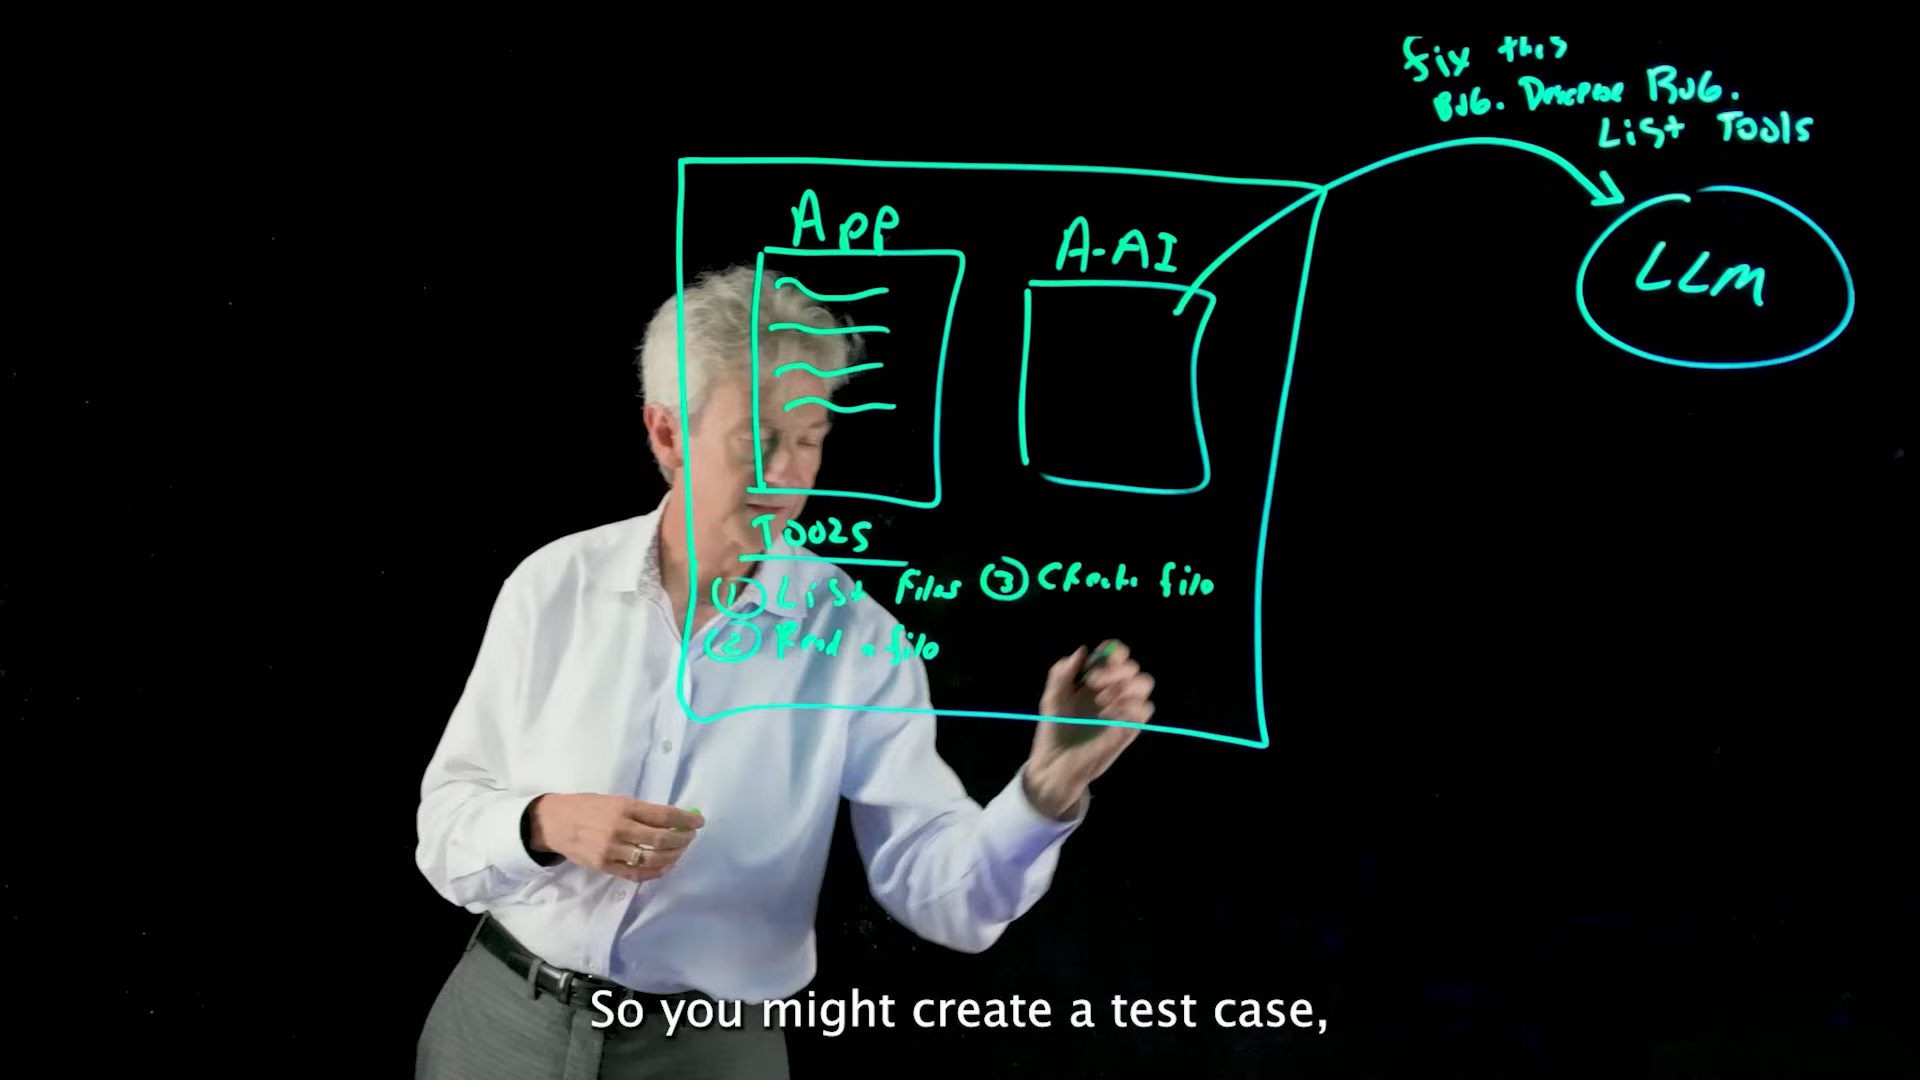 fix this
BUG. Describe BUG.
List Tools
App
A-AI
LLM
Tools
① List files ③ Create file
② Read a file
So you might create a test case,